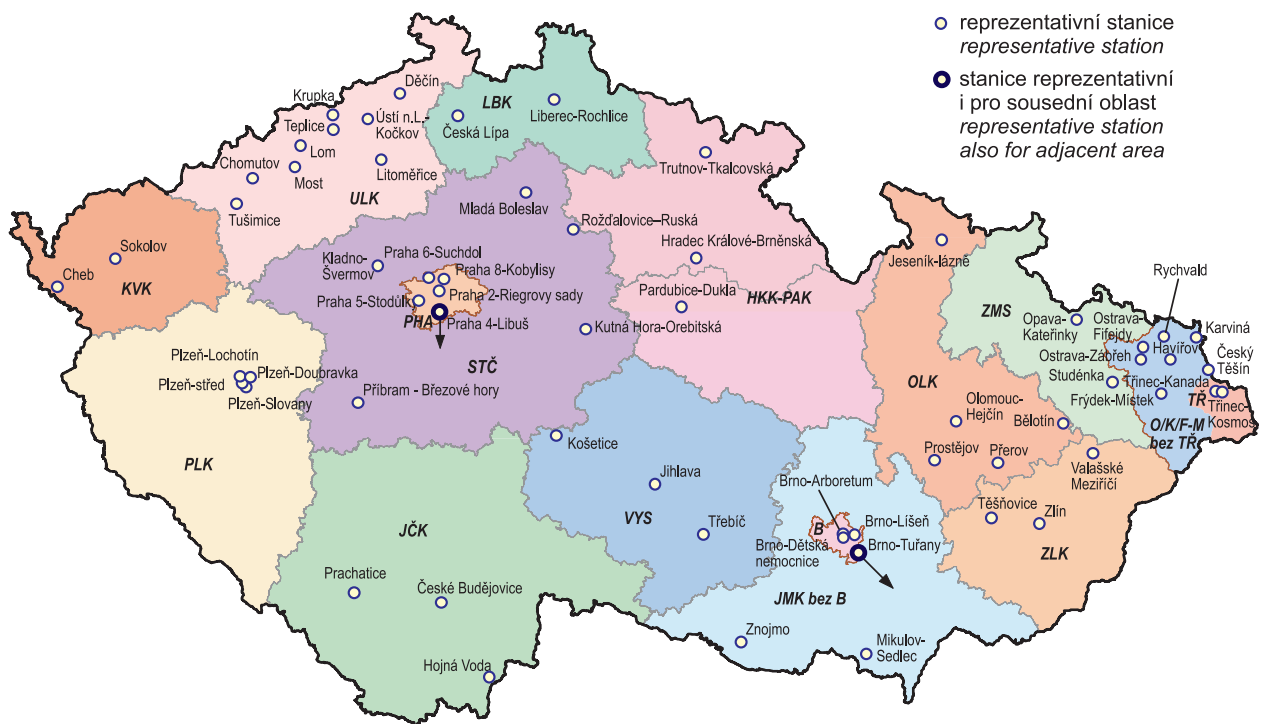 reprezentativní stanice
representative station
stanice reprezentativní
i pro sousední oblast
representative station
also for adjacent area
Děčín
Krupka
Teplice
Ústí n.L.-
Kočkov
Lom
Chomutov
Most
Litoměřice
Tušimice
ULK
LBK
Česká Lípa
Liberec-Rochlice
Trutnov-Tkalcovská
Mladá Boleslav
Rožďalovice–Ruská
Hradec Králové-Brněnská
Pardubice-Dukla
HKK-PAK
Sokolov
Cheb
KVK
Kladno-
Švermov
Praha 6-Suchdol
Praha 8-Kobylisy
Praha 2-Riegrovy sady
Praha 5-Stodůlky
PHA
Praha 4-Libuš
Kutná Hora-Orebitská
STČ
Příbram - Březové hory
Plzeň-Lochotín
Plzeň-Doubravka
Plzeň-střed
Plzeň-Slovany
PLK
Košetice
Jihlava
Třebíč
VYS
JČK
Prachatice
České Budějovice
Hojná Voda
Jeseník-lázně
ZMS
Rychvald
Opava-
Kateřinky
Ostrava-
Fifejdy
Karviná
Havířov
Český
Těšín
Ostrava-Zábřeh
Studénka
Třinec-Kanada
Frýdek-Místek
TŘ
Třinec-
Kosmos
O/K/F-M
bez TŘ
OLK
Olomouc-
Hejčín
Bělotín
Prostějov
Přerov
Valašské
Meziříčí
Těšňovice
Zlín
ZLK
Brno-Arboretum
B
Brno-Líšeň
Brno-Dětská
nemocnice
Brno-Tuřany
JMK bez B
Znojmo
Mikulov-
Sedlec